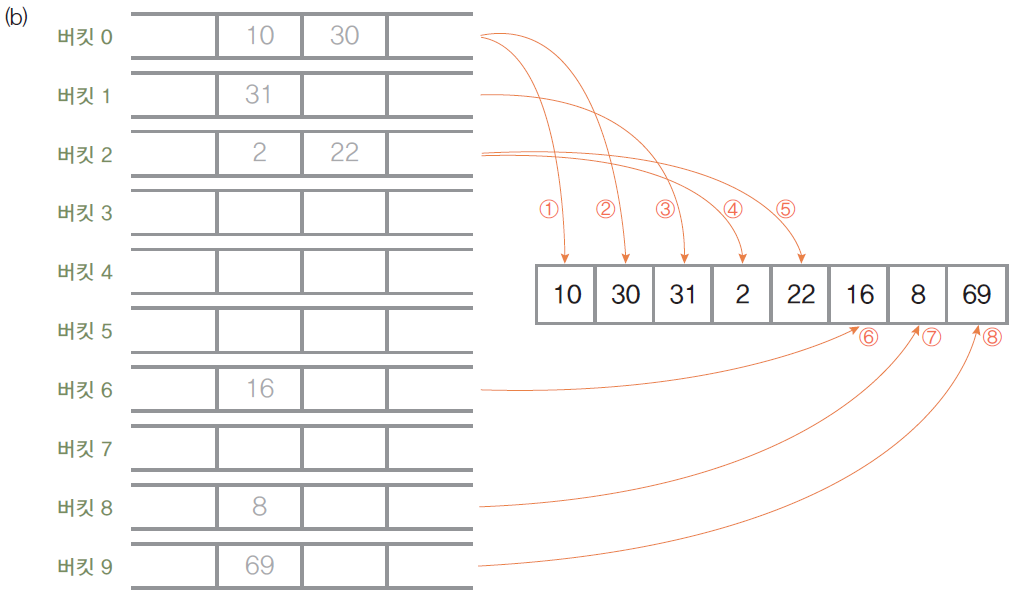 (b)
버킷 0 10 30
버킷 1 31
버킷 2 2 22
버킷 3
① ② ③ ④ ⑤
버킷 4
10 30 31 2 22 16 8 69
버킷 5
⑥ ⑦ ⑧
버킷 6 16
버킷 7
버킷 8 8
버킷 9 69